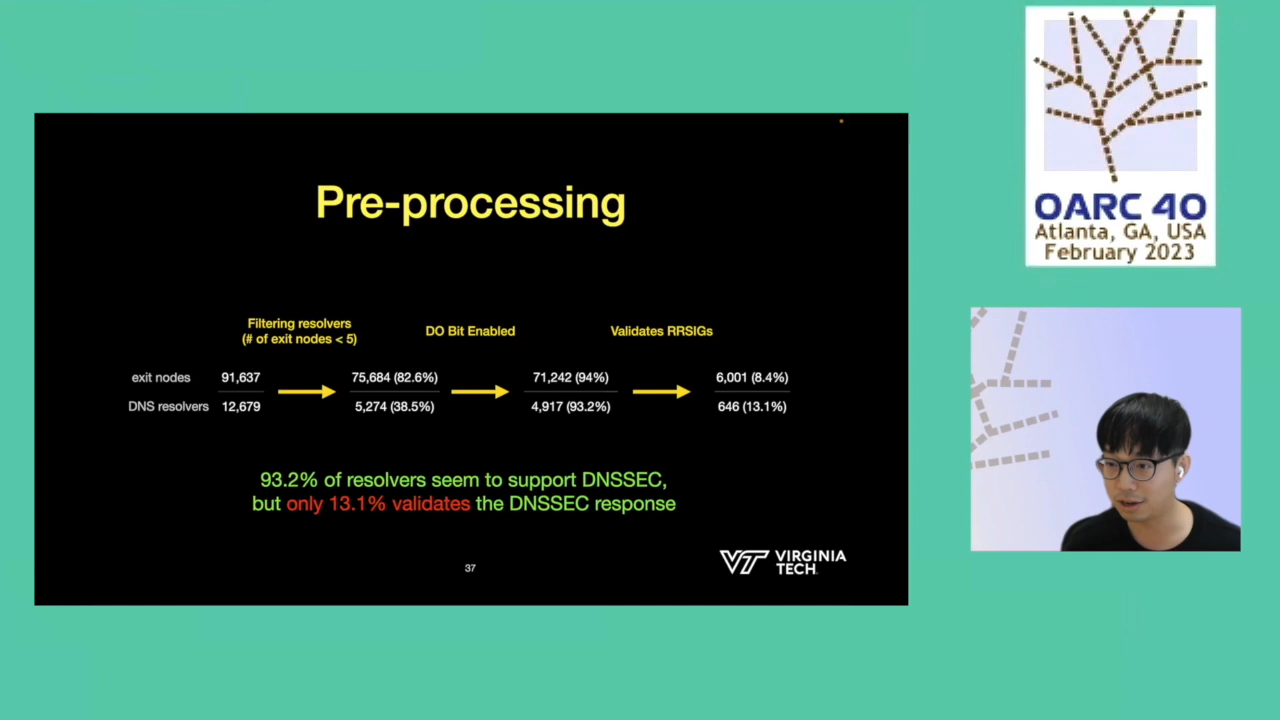 Pre-processing
Filtering resolvers
(# of exit nodes < 5)
DO Bit Enabled
Validates RRSIGs
exit nodes
91,637
75,684 (82.6%)
71,242 (94%)
6,001 (8.4%)
DNS resolvers
12,679
5,274 (38.5%)
4,917 (93.2%)
646 (13.1%)
93.2% of resolvers seem to support DNSSEC,
but only 13.1% validates the DNSSEC response
37
VT VIRGINIA
TECH
OARC 40
Atlanta, GA, USA
February 2023